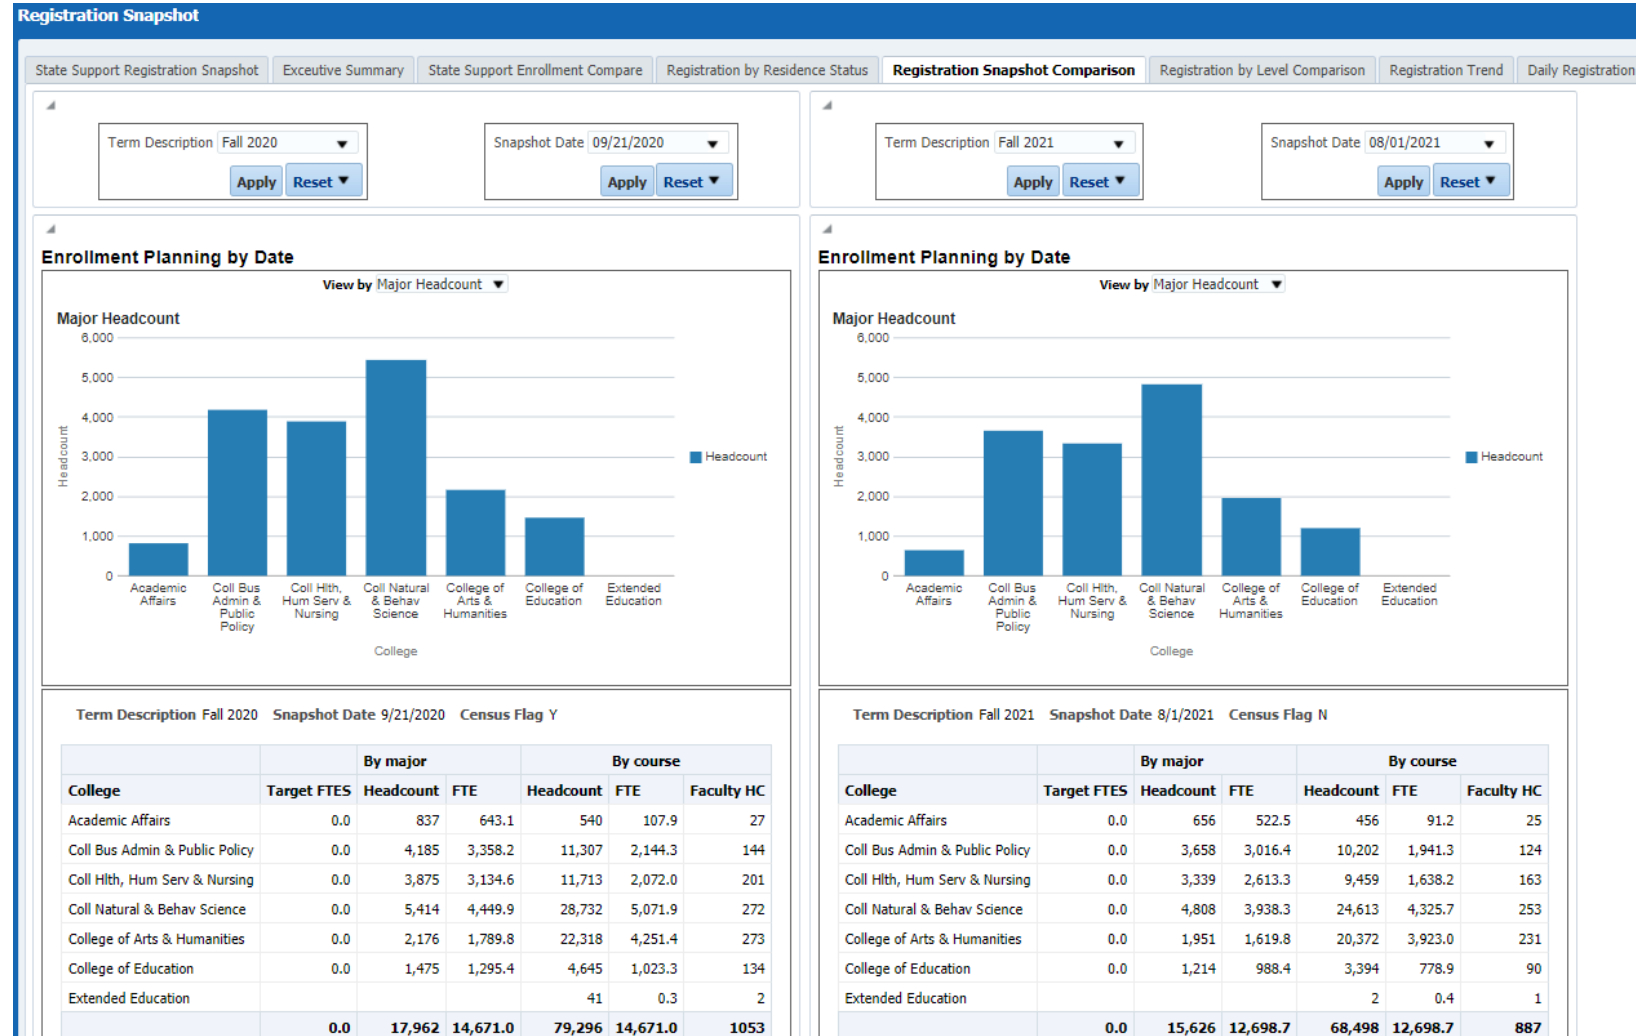 Registration Snapshot
State Support Registration Snapshot Exceutive Summary State Support Enrollment Compare Registration by Residence Status Registration Snapshot Comparison Registration by Level Comparison Registration Trend Daily Registration
Term Description Fall 2020 Snapshot Date 09/21/2020
Apply Reset Apply Reset
Term Description Fall 2021 Snapshot Date 08/01/2021
Apply Reset Apply Reset
Enrollment Planning by Date
View by Major Headcount
Major Headcount
6,000
5,000
4,000
3,000
2,000
1,000
0
Headcount
Headcount
Academic Affairs
Coll Bus Admin & Public Policy
Coll Hlth, Hum Serv & Nursing
Coll Natural & Behav Science
College of Arts & Humanities
College of Education
Extended Education
College
Term Description Fall 2020 Snapshot Date 9/21/2020 Census Flag Y
By major By course
College Target FTES Headcount FTE Headcount FTE Faculty HC
Academic Affairs 0.0 837 643.1 540 107.9 27
Coll Bus Admin & Public Policy 0.0 4,185 3,358.2 11,307 2,144.3 144
Coll Hlth, Hum Serv & Nursing 0.0 3,875 3,134.6 11,713 2,072.0 201
Coll Natural & Behav Science 0.0 5,414 4,449.9 28,732 5,071.9 272
College of Arts & Humanities 0.0 2,176 1,789.8 22,318 4,251.4 273
College of Education 0.0 1,475 1,295.4 4,645 1,023.3 134
Extended Education 41 0.3 2
0.0 17,962 14,671.0 79,296 14,671.0 1053
Enrollment Planning by Date
View by Major Headcount
Major Headcount
6,000
5,000
4,000
3,000
2,000
1,000
0
Headcount
Headcount
Academic Affairs
Coll Bus Admin & Public Policy
Coll Hlth, Hum Serv & Nursing
Coll Natural & Behav Science
College of Arts & Humanities
College of Education
Extended Education
College
Term Description Fall 2021 Snapshot Date 8/1/2021 Census Flag N
By major By course
College Target FTES Headcount FTE Headcount FTE Faculty HC
Academic Affairs 0.0 656 522.5 456 91.2 25
Coll Bus Admin & Public Policy 0.0 3,658 3,016.4 10,202 1,941.3 124
Coll Hlth, Hum Serv & Nursing 0.0 3,339 2,613.3 9,459 1,638.2 163
Coll Natural & Behav Science 0.0 4,808 3,938.3 24,613 4,325.7 253
College of Arts & Humanities 0.0 1,951 1,619.8 20,372 3,923.0 231
College of Education 0.0 1,214 988.4 3,394 778.9 90
Extended Education 2 0.4 1
0.0 15,626 12,698.7 68,498 12,698.7 887